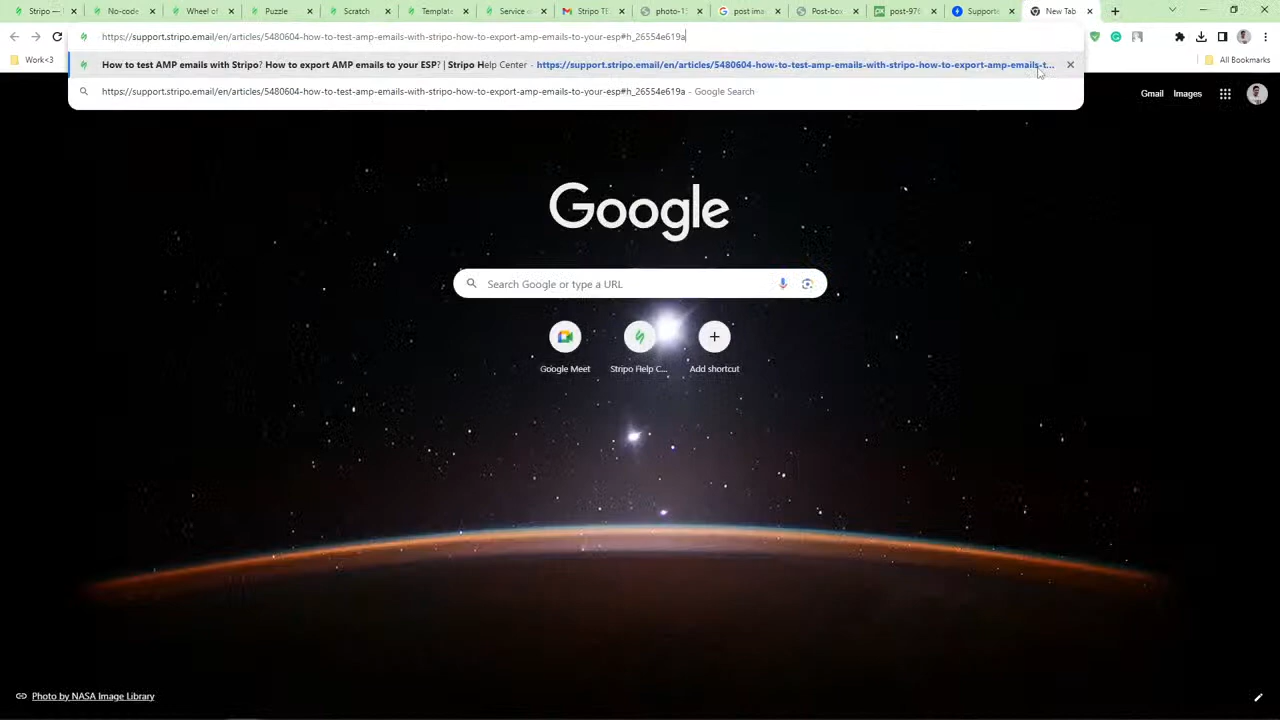 Stripo —
No-code
Wheel of
Puzzle
Scratch
Template
Service o
Stripo TE
photo-15
post ima
Post-box
post-976
Supporte
New Tab
https://support.stripo.email/en/articles/5480604-how-to-test-amp-emails-with-stripo-how-to-export-amp-emails-to-your-esp#h_26554e619a
Work<3
How to test AMP emails with Stripo? How to export AMP emails to your ESP? | Stripo Help Center - https://support.stripo.email/en/articles/5480604-how-to-test-amp-emails-with-stripo-how-to-export-amp-emails-t...
All Bookmarks
https://support.stripo.email/en/articles/5480604-how-to-test-amp-emails-with-stripo-how-to-export-amp-emails-to-your-esp#h_26554e619a - Google Search
Gmail Images
Google
Search Google or type a URL
Google Meet
Stripo Help C...
Add shortcut
Photo by NASA Image Library